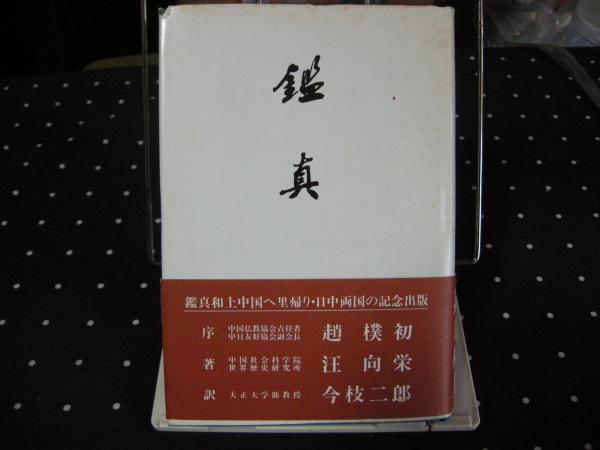 鑑真
鑑真和上中国へ里帰り・日中両国の記念出版
序 中国仏教協会責任者 趙樸初
中日友好協会副会長
著 中国社会科学院 汪向栄
世界歴史研究所
訳 大正大学助教授 今枝二郎